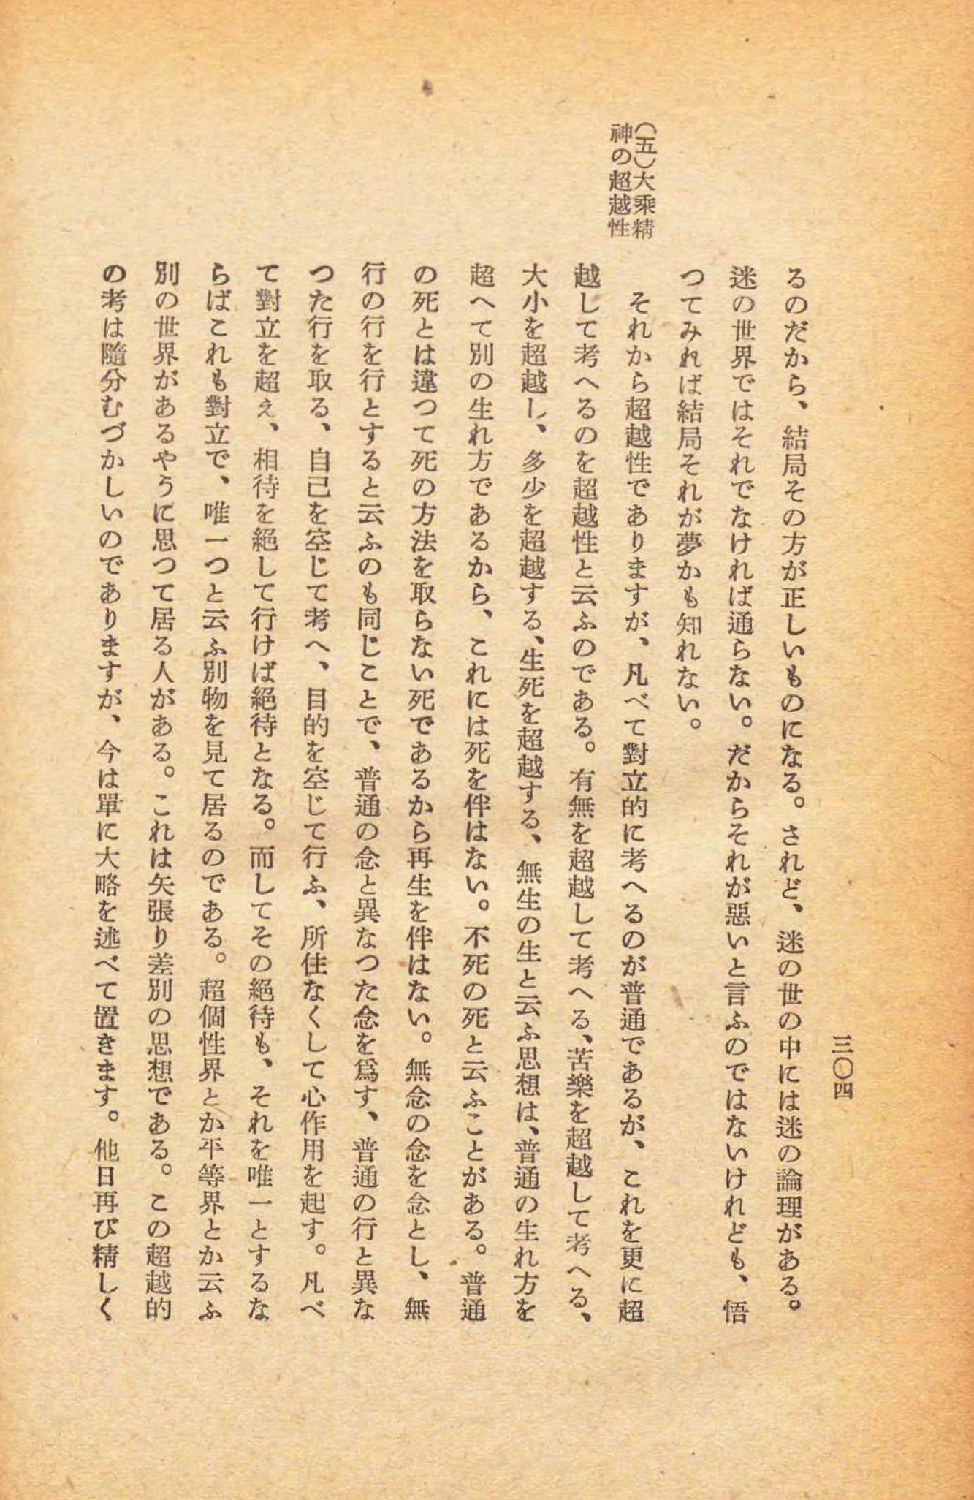 三〇四
るのだから、結局その方が正しいものになる。されど、迷の世の中には迷の論理がある。
迷の世界ではそれでなければ通らない。だからそれが惡いと言ふのではないけれども、悟
つてみれば結局それが夢かも知れない。
(五)大乘精
神の超越性
それから超越性でありますが、凡べて對立的に考へるのが普通であるが、これを更に超
越して考へるのを超越性と云ふのである。有無を超越して考へる、苦樂を超越して考へる、
大小を超越し、多少を超越する、生死を超越する、無生の生と云ふ思想は、普通の生れ方を
超へて別の生れ方であるから、これには死を伴はない。不死の死と云ふことがある。普通
の死とは違つて死の方法を取らない死であるから再生を伴はない。無念の念を念とし、無
行の行を行とすると云ふのも同じことで、普通の念と異なつた念を爲す、普通の行と異な
つた行を取る、自己を空じて考へ、目的を空じて行ふ、所住なくして心作用を起す。凡べ
て對立を超え、相待を絶して行けば絶待となる。而してその絶待も、それを唯一とするな
らばこれも對立で、唯一つと云ふ別物を見て居るのである。超個性界とか平等界とか云ふ
別の世界があるやうに思つて居る人がある。これは矢張り差別の思想である。この超越的
の考は隨分むづかしいのでありますが、今は單に大略を述べて置きます。他日再び精しく